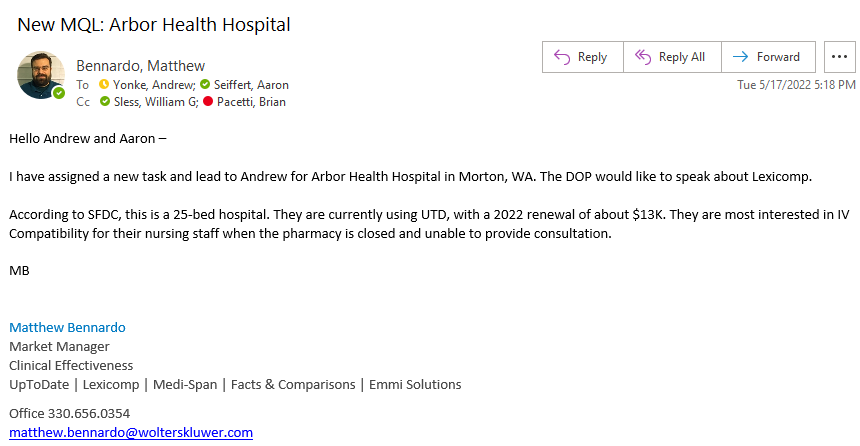 New MQL: Arbor Health Hospital
Bennardo, Matthew
To Yonke, Andrew; Seiffert, Aaron
Cc Sless, William G; Pacetti, Brian
Reply
Reply All
Forward
...
Tue 5/17/2022 5:18 PM
Hello Andrew and Aaron –
I have assigned a new task and lead to Andrew for Arbor Health Hospital in Morton, WA. The DOP would like to speak about Lexicomp.
According to SFDC, this is a 25-bed hospital. They are currently using UTD, with a 2022 renewal of about $13K. They are most interested in IV
Compatibility for their nursing staff when the pharmacy is closed and unable to provide consultation.
MB
Matthew Bennardo
Market Manager
Clinical Effectiveness
UpToDate | Lexicomp | Medi-Span | Facts & Comparisons | Emmi Solutions
Office 330.656.0354
matthew.bennardo@wolterskluwer.com